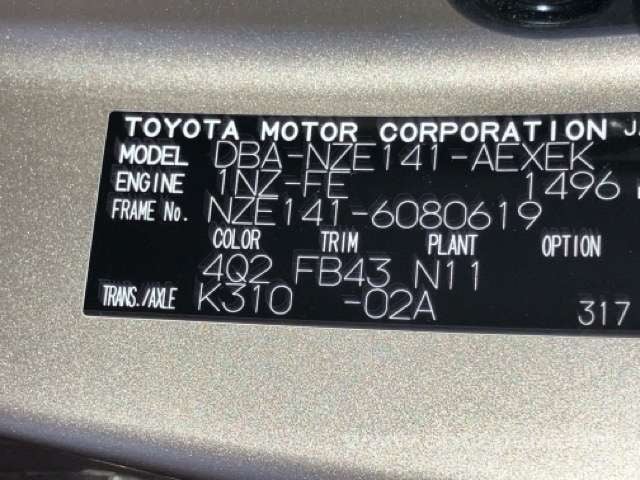 TOYOTA MOTOR CORPORATION
MODEL DBA-NZE141-AEXEK
ENGINE 1NZ-FE 1496
FRAME No. NZE141-6080619
COLOR TRIM PLANT OPTION
4Q2 FB43 N11
TRANS./AXLE K310 -02A 317